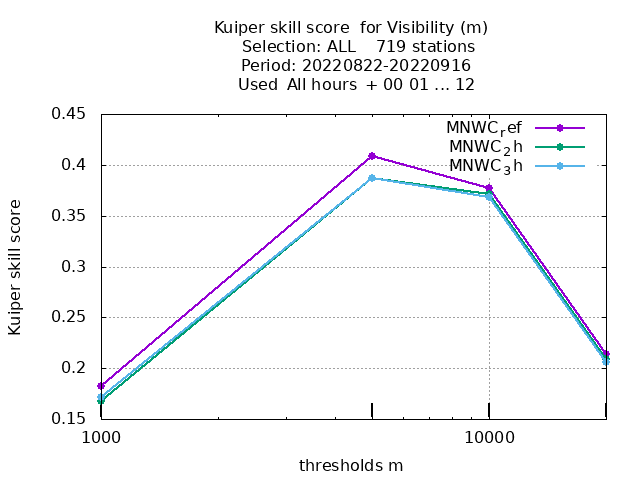 Kuiper skill score  for Visibility (m)
Selection: ALL    719 stations
Period: 20220822-20220916
Used  All hours  + 00 01 ... 12
MNWC_ref
MNWC_2h
MNWC_3h
0.45
0.4
0.35
0.3
0.25
0.2
0.15
Kuiper skill score
1000
10000
thresholds m